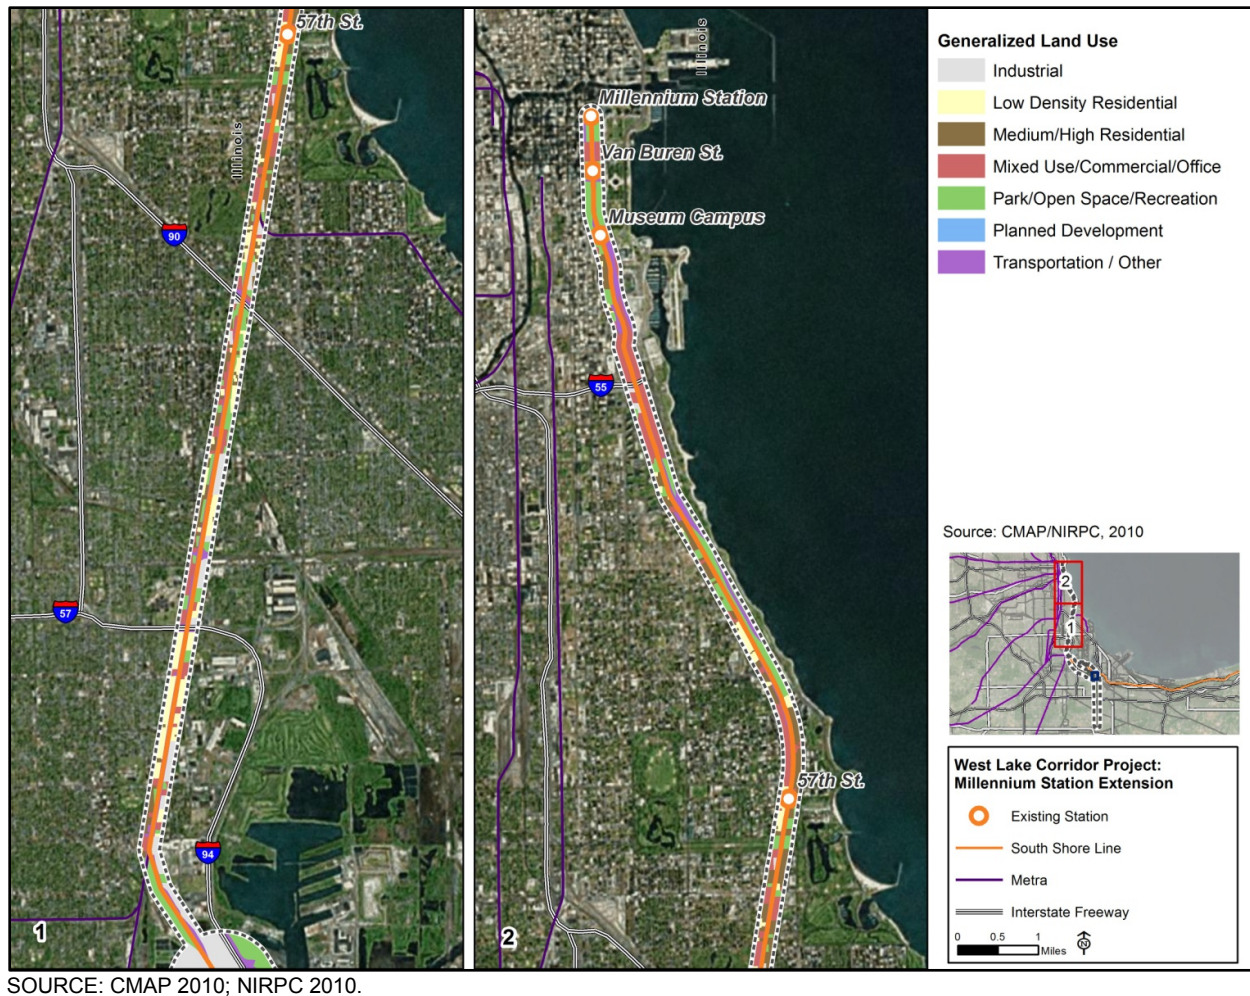 57th St.
Illinois
90
57
94
1
Illinois
Millennium Station
Van Buren St.
Museum Campus
55
57th St.
2
Generalized Land Use
Industrial
Low Density Residential
Medium/High Residential
Mixed Use/Commercial/Office
Park/Open Space/Recreation
Planned Development
Transportation / Other
Source: CMAP/NIRPC, 2010
2
1
West Lake Corridor Project:
Millennium Station Extension
Existing Station
South Shore Line
Metra
Interstate Freeway
0 0.5 1
Miles
N
SOURCE: CMAP 2010; NIRPC 2010.